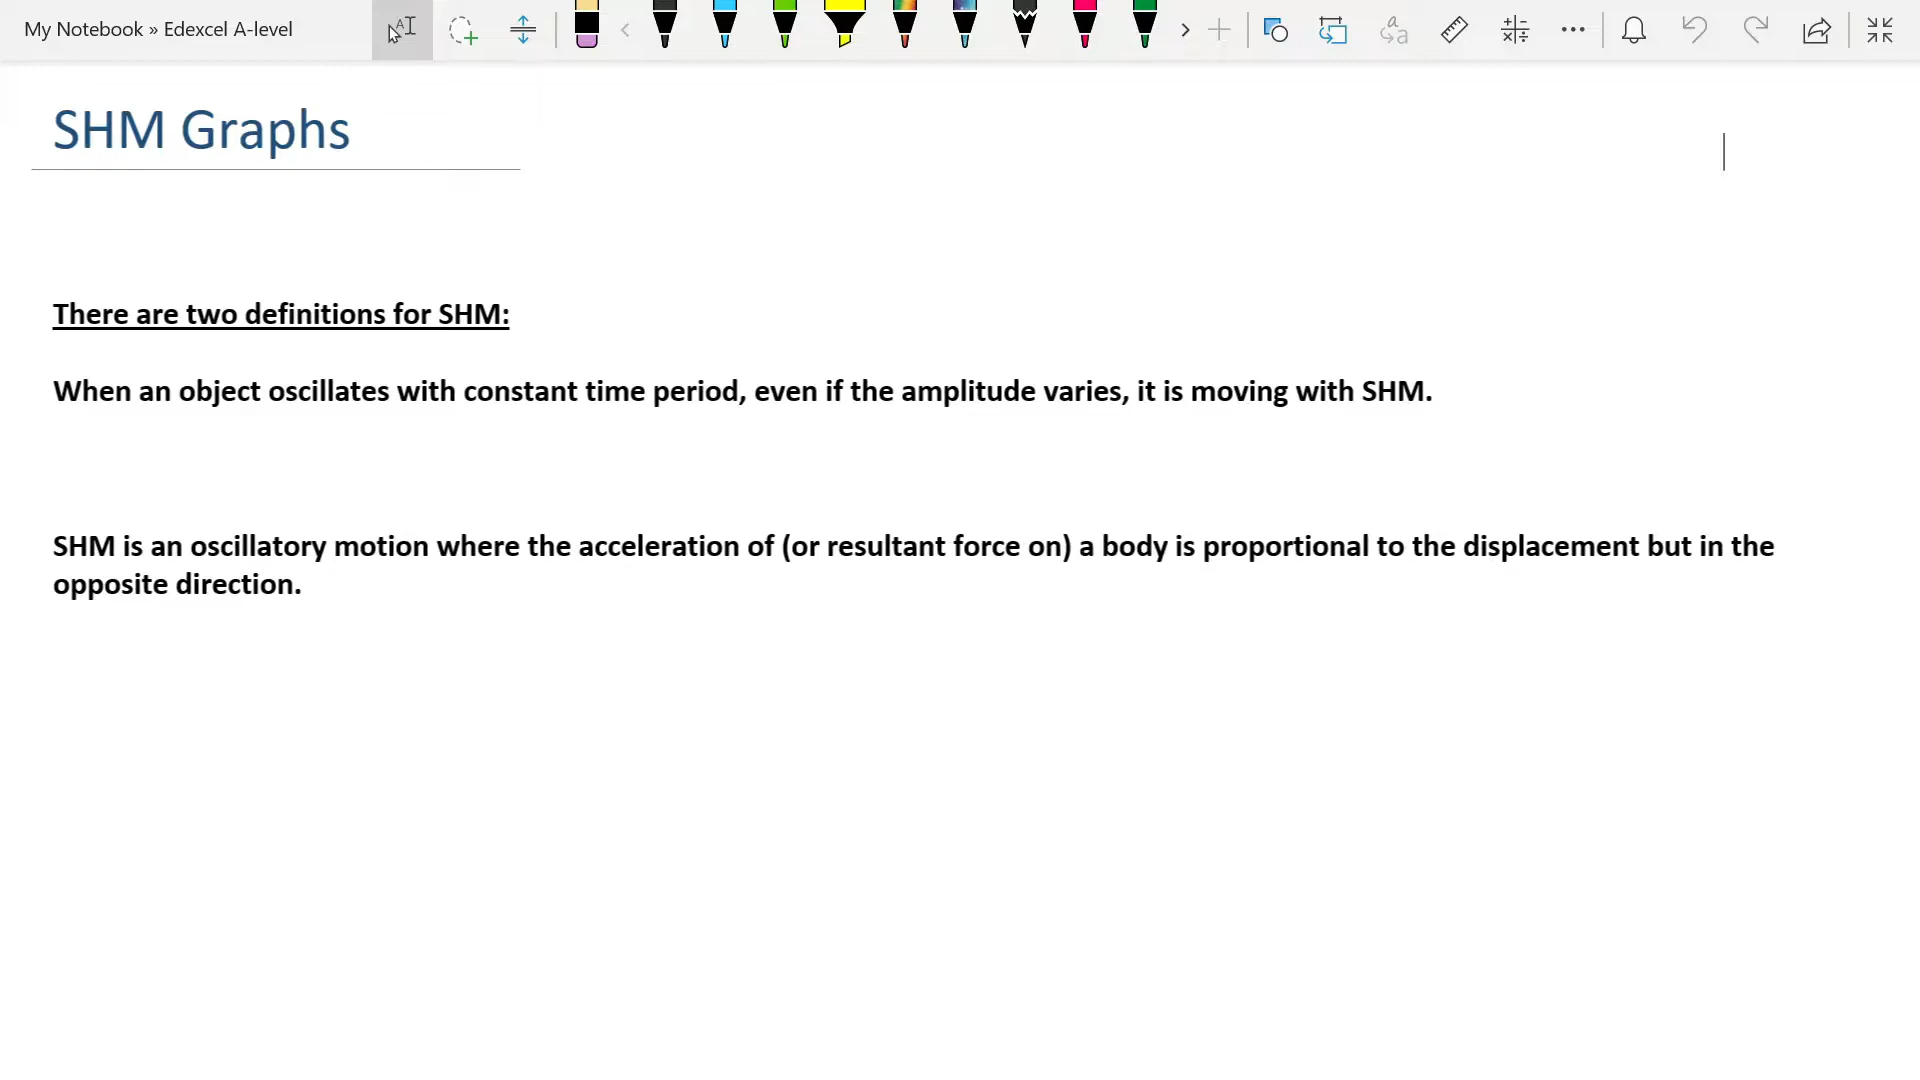 My Notebook » Edexcel A-level
SHM Graphs
There are two definitions for SHM:
When an object oscillates with constant time period, even if the amplitude varies, it is moving with SHM.
SHM is an oscillatory motion where the acceleration of (or resultant force on) a body is proportional to the displacement but in the
opposite direction.